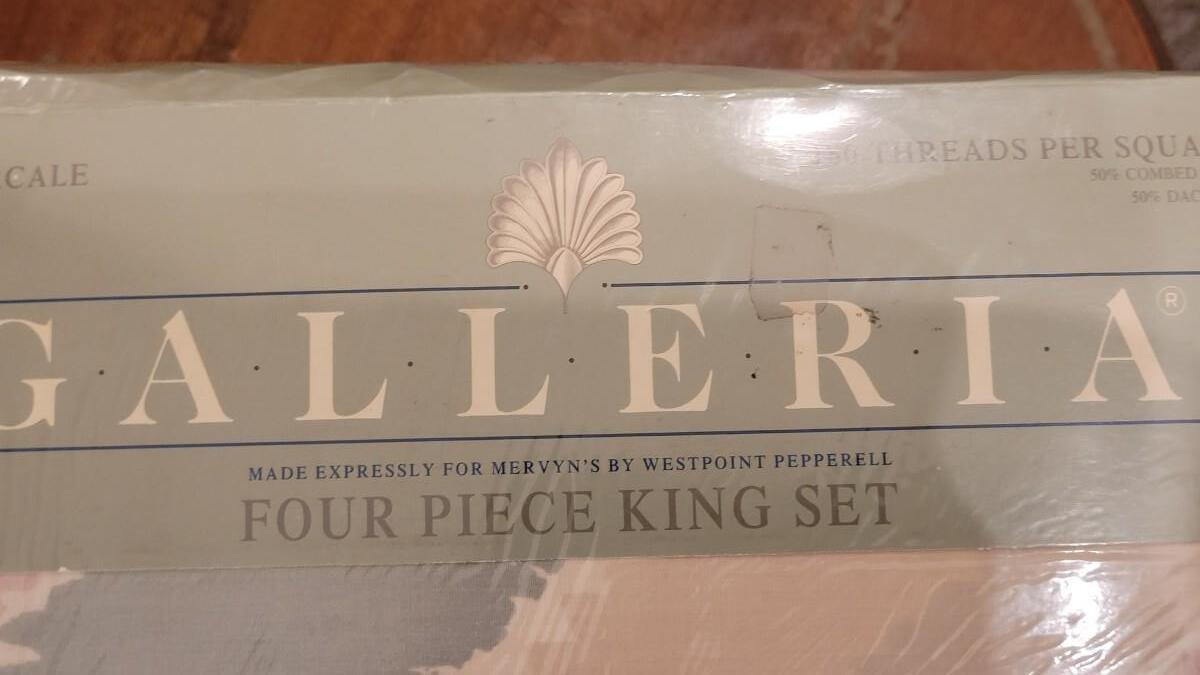 THREADS PER SQUA
CALE
50% COMBED
50% DAC
G·A·L·L·E·R·I·A®
MADE EXPRESSLY FOR MERVYN'S BY WESTPOINT PEPPERELL
FOUR PIECE KING SET